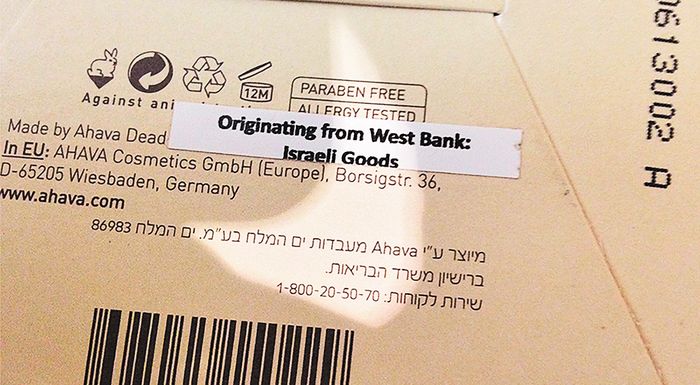 12M
PARABEN FREE
ALLERGY TESTED
Against
Originating from West Bank:
Israeli Goods
Made by Ahava Dead
In EU: AHAVA Cosmetics GmbH (Europe), Borsigstr. 36,
D-65205 Wiesbaden, Germany
www.ahava.com
מיוצר ע"י Ahava מעבדות ים המלח בע"מ. ים המלח 86983
ברישיון משרד הבריאות.
שירות לקוחות: 1-800-20-50-70
0613002 A